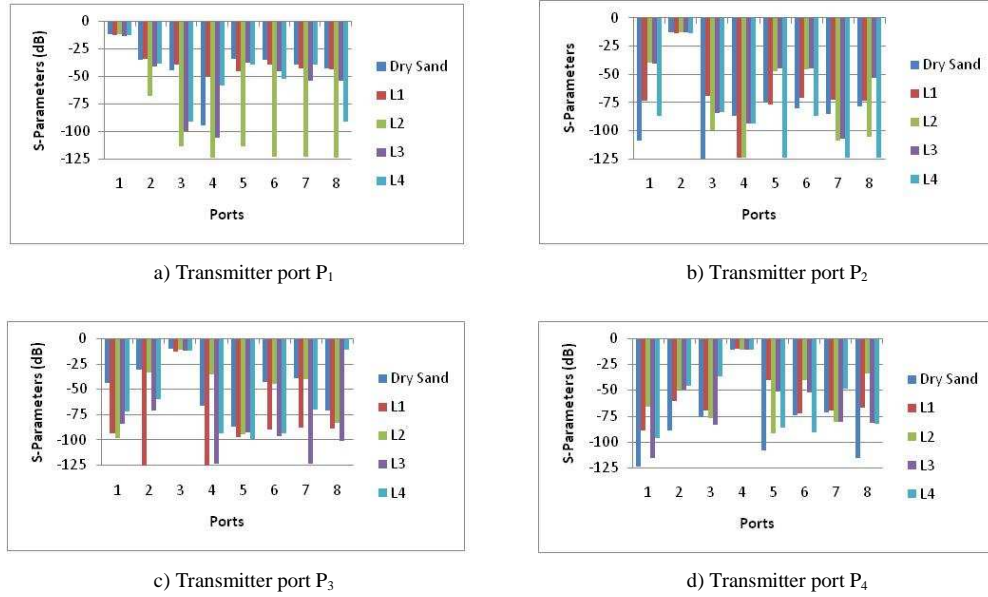 0
-25
-50
-75
-100
-125
S-Parameters (dB)
1 2 3 4 5 6 7 8
Ports
Dry Sand
L1
L2
L3
L4
a) Transmitter port P₁
0
-25
-50
-75
-100
-125
S-Parameters
1 2 3 4 5 6 7 8
Ports
Dry Sand
L1
L2
L3
L4
b) Transmitter port P₂
0
-25
-50
-75
-100
-125
S-Parameters (dB)
1 2 3 4 5 6 7 8
Ports
Dry Sand
L1
L2
L3
L4
c) Transmitter port P₃
0
-25
-50
-75
-100
-125
S-Parameters (dB)
1 2 3 4 5 6 7 8
Ports
Dry Sand
L1
L2
L3
L4
d) Transmitter port P₄